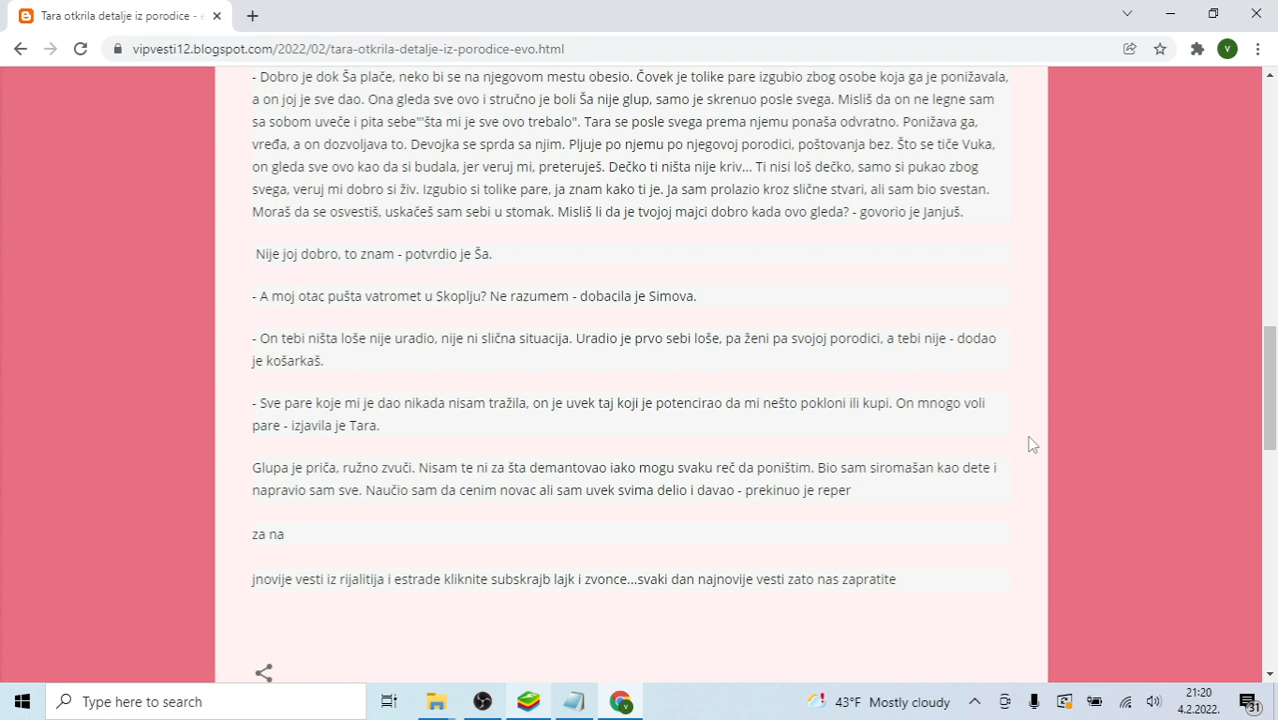 Tara otkrila detalje iz porodice - e
vipvesti12.blogspot.com/2022/02/tara-otkrila-detalje-iz-porodice-evo.html
V
- Dobro je dok Ša plače, neko bi se na njegovom mestu obesio. Čovek je tolike pare izgubio zbog osobe koja ga je ponižavala,
a on joj je sve dao. Ona gleda sve ovo i stručno je boli Ša nije glup, samo je skrenuo posle svega. Misliš da on ne legne sam
sa sobom uveče i pita sebe"'šta mi je sve ovo trebalo". Tara se posle svega prema njemu ponaša odvratno. Ponižava ga,
vređa, a on dozvoljava to. Devojka se sprda sa njim. Pljuje po njemu po njegovoj porodici, poštovanja bez. Što se tiče Vuka,
on gleda sve ovo kao da si budala, jer veruj mi, preteruješ. Dečko ti ništa nije kriv... Ti nisi loš dečko, samo si pukao zbog
svega, veruj mi dobro si živ. Izgubio si tolike pare, ja znam kako ti je. Ja sam prolazio kroz slične stvari, ali sam bio svestan.
Moraš da se osvestiš, uskačeš sam sebi u stomak. Misliš li da je tvojoj majci dobro kada ovo gleda? - govorio je Janjuš.
Nije joj dobro, to znam - potvrdio je Ša.
- A moj otac pušta vatromet u Skoplju? Ne razumem - dobacila je Simova.
- On tebi ništa loše nije uradio, nije ni slična situacija. Uradio je prvo sebi loše, pa ženi pa svojoj porodici, a tebi nije - dodao
je košarkaš.
- Sve pare koje mi je dao nikada nisam tražila, on je uvek taj koji je potencirao da mi nešto pokloni ili kupi. On mnogo voli
pare - izjavila je Tara.
Glupa je priča, ružno zvuči. Nisam te ni za šta demantovao iako mogu svaku reč da poništim. Bio sam siromašan kao dete i
napravio sam sve. Naučio sam da cenim novac ali sam uvek svima delio i davao - prekinuo je reper
za na
jnovije vesti iz rijalitija i estrade kliknite subskrajb lajk i zvonce...svaki dan najnovije vesti zato nas zapratite
Type here to search
V
43°F Mostly cloudy
21:20
4.2.2022.
31